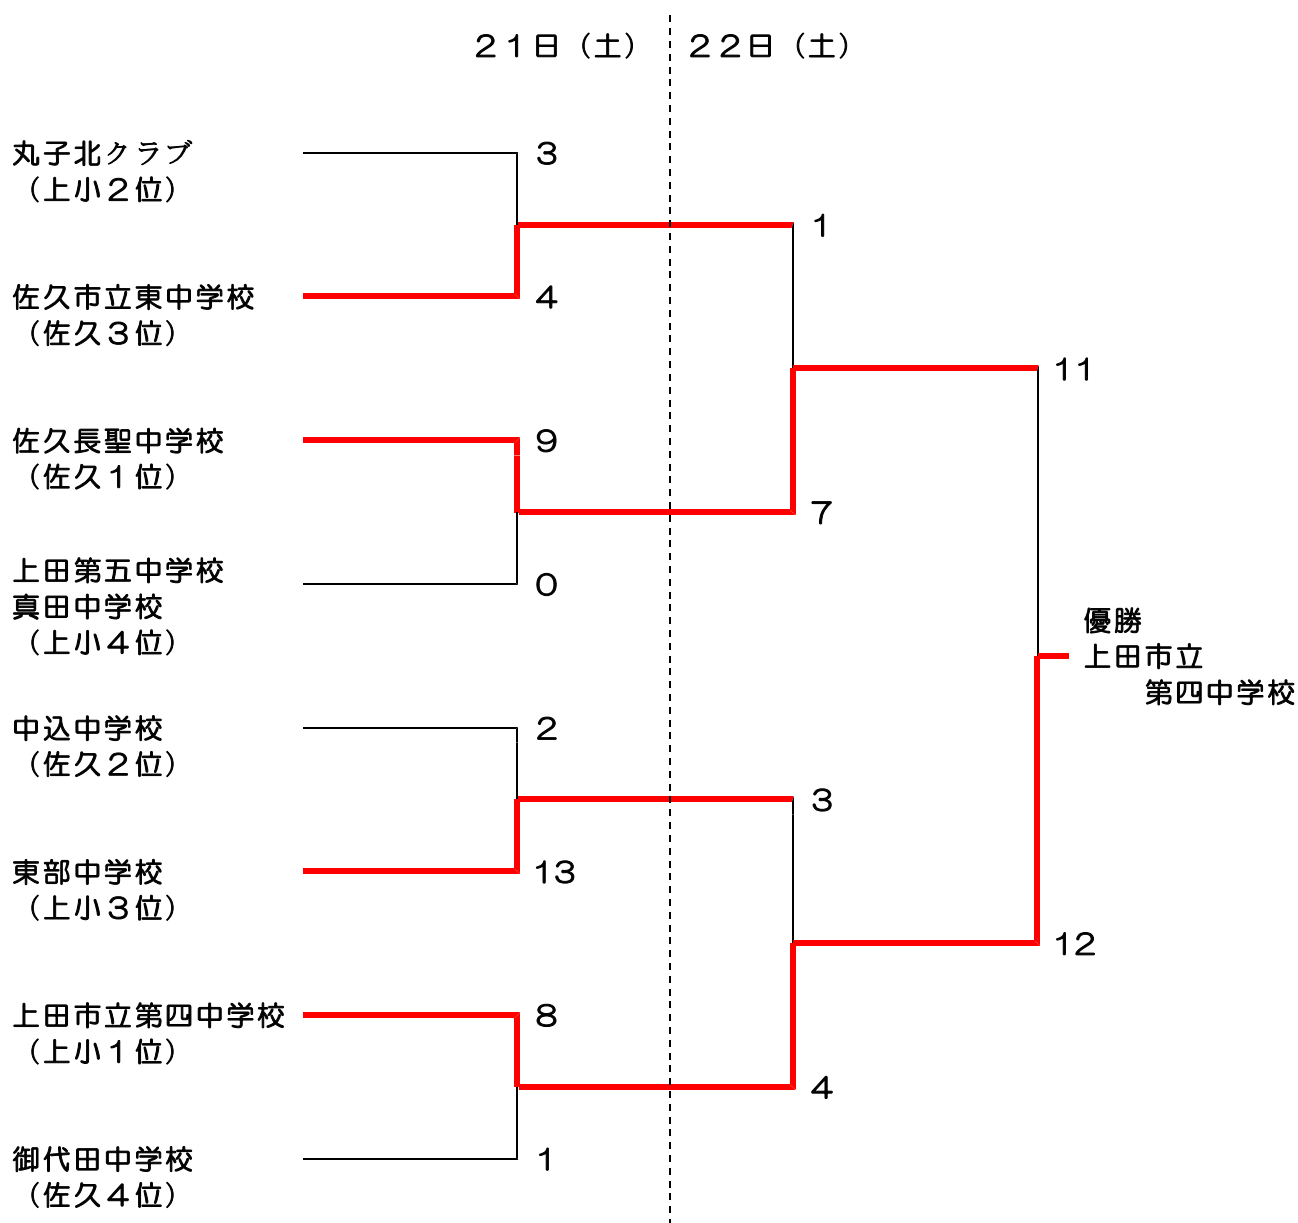 ２１日（土）
２２日（土）
丸子北クラブ
（上小２位）
3
1
佐久市立東中学校
（佐久３位）
4
11
佐久長聖中学校
（佐久１位）
9
7
上田第五中学校
真田中学校
（上小４位）
0
優勝
上田市立
第四中学校
中込中学校
（佐久２位）
2
3
東部中学校
（上小３位）
13
12
上田市立第四中学校
（上小１位）
8
4
御代田中学校
（佐久４位）
1